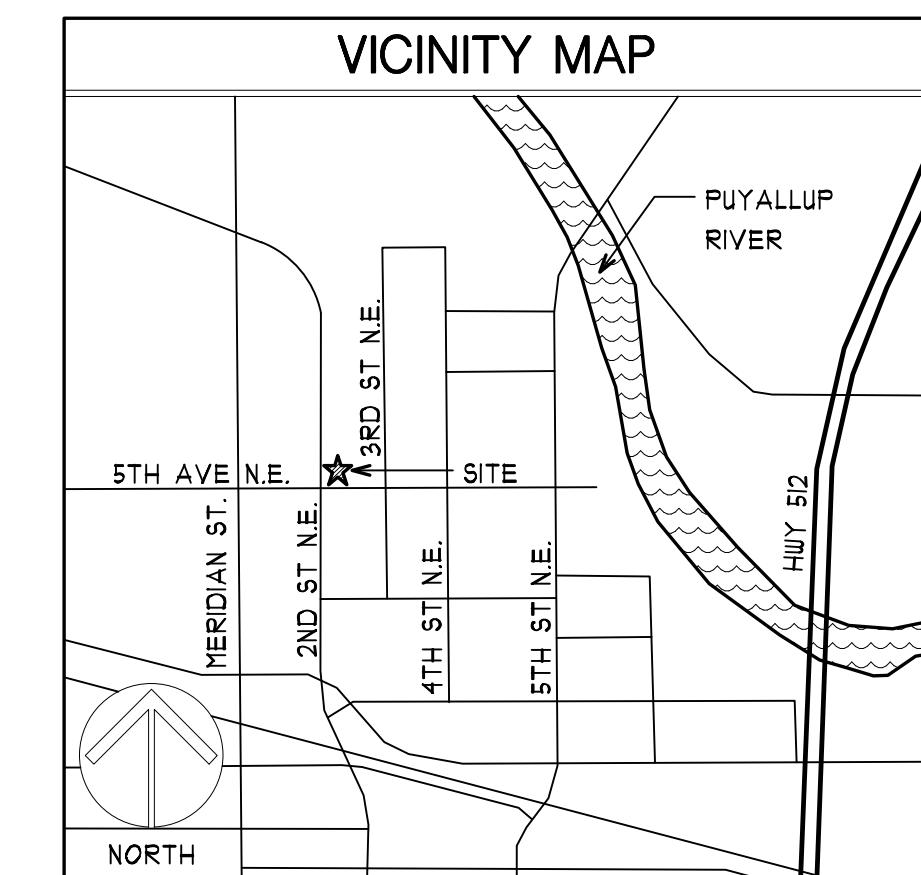 VICINITY MAP
PUYALLUP
RIVER
3RD ST N.E.
5TH AVE N.E.
SITE
MERIDIAN ST.
2ND ST N.E.
4TH ST N.E.
5TH ST N.E.
HWY 512
NORTH